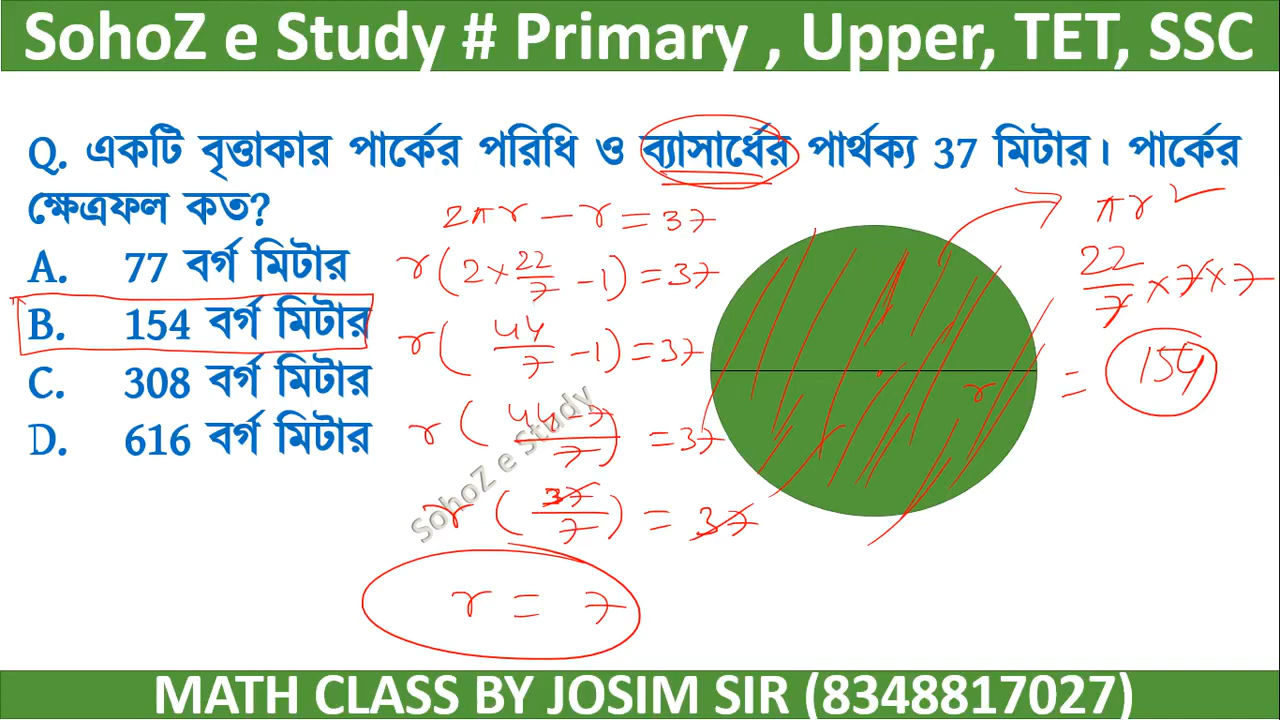 SohoZ e Study # Primary , Upper, TET, SSC
Q. একটি বৃত্তাকার পার্কের পরিধি ও ব্যাসার্ধের পার্থক্য 37 মিটার। পার্কের
ক্ষেত্রফল কত?
A. 77 বর্গ মিটার
B. 154 বর্গ মিটার
C. 308 বর্গ মিটার
D. 616 বর্গ মিটার
2πr - r = 37
r ( 2 × 22/7 - 1 ) = 37
r ( 44/7 - 1 ) = 37
r ( 44 - 7/7 ) = 37
r ( 37/7 ) = 37
r = 7
πr²
22/7 × 7 × 7
= 154
r
SohoZ e Study
MATH CLASS BY JOSIM SIR (8348817027)